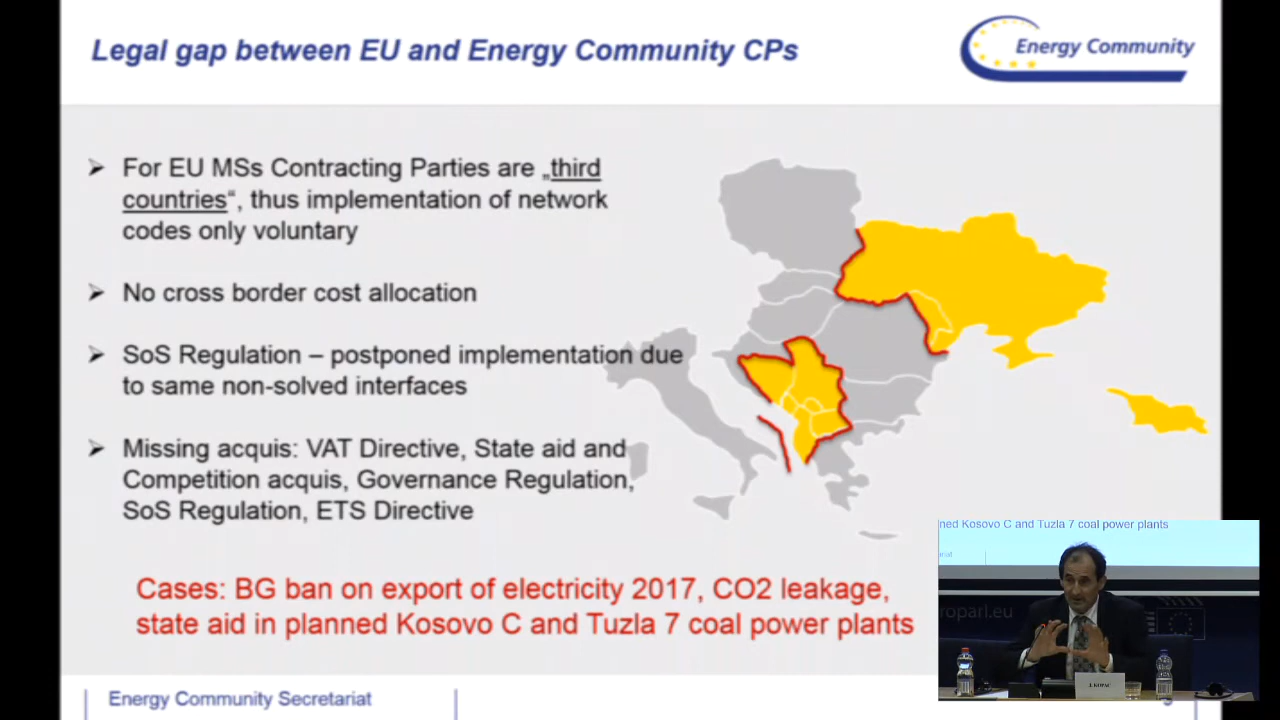 Legal gap between EU and Energy Community CPs
Energy Community
➢ For EU MSs Contracting Parties are „third
countries“, thus implementation of network
codes only voluntary
➢ No cross border cost allocation
➢ SoS Regulation – postponed implementation due
to same non-solved interfaces
➢ Missing acquis: VAT Directive, State aid and
Competition acquis, Governance Regulation,
SoS Regulation, ETS Directive
Cases: BG ban on export of electricity 2017, CO2 leakage,
state aid in planned Kosovo C and Tuzla 7 coal power plants
Energy Community Secretariat
ned Kosovo C and Tuzla 7 coal power plants
roparl.eu
J. KOPAC